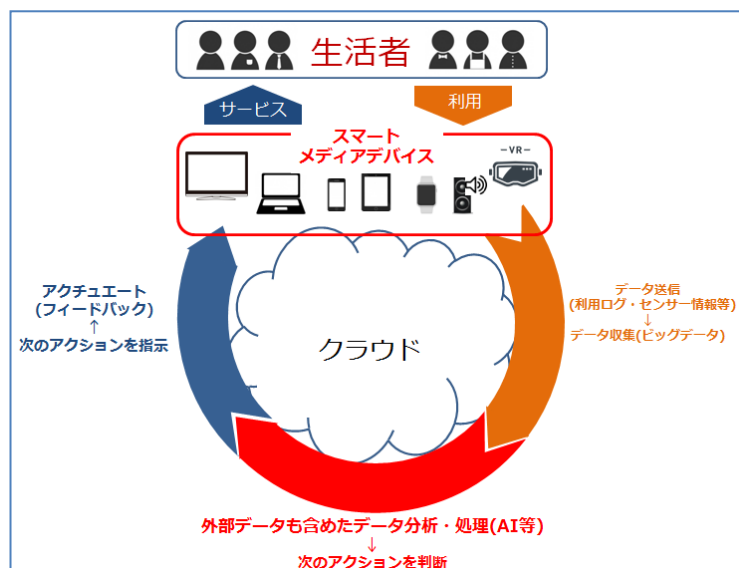 生活者
サービス
利用
スマート
メディアデバイス
-VR-
アクチュエート
(フィードバック)
↑
次のアクションを指示
クラウド
データ送信
(利用ログ・センサー情報等)
↓
データ収集(ビッグデータ)
外部データも含めたデータ分析・処理(AI等)
↓
次のアクションを判断